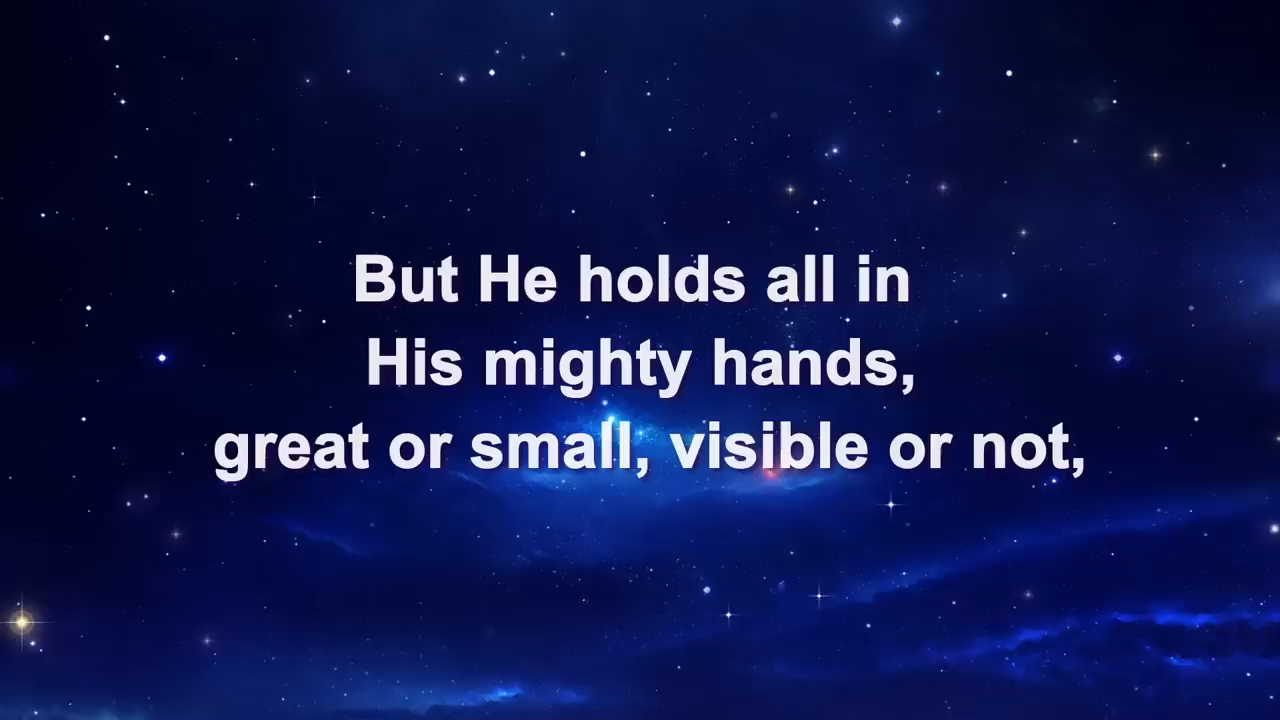 But He holds all in
His mighty hands,
great or small, visible or not,